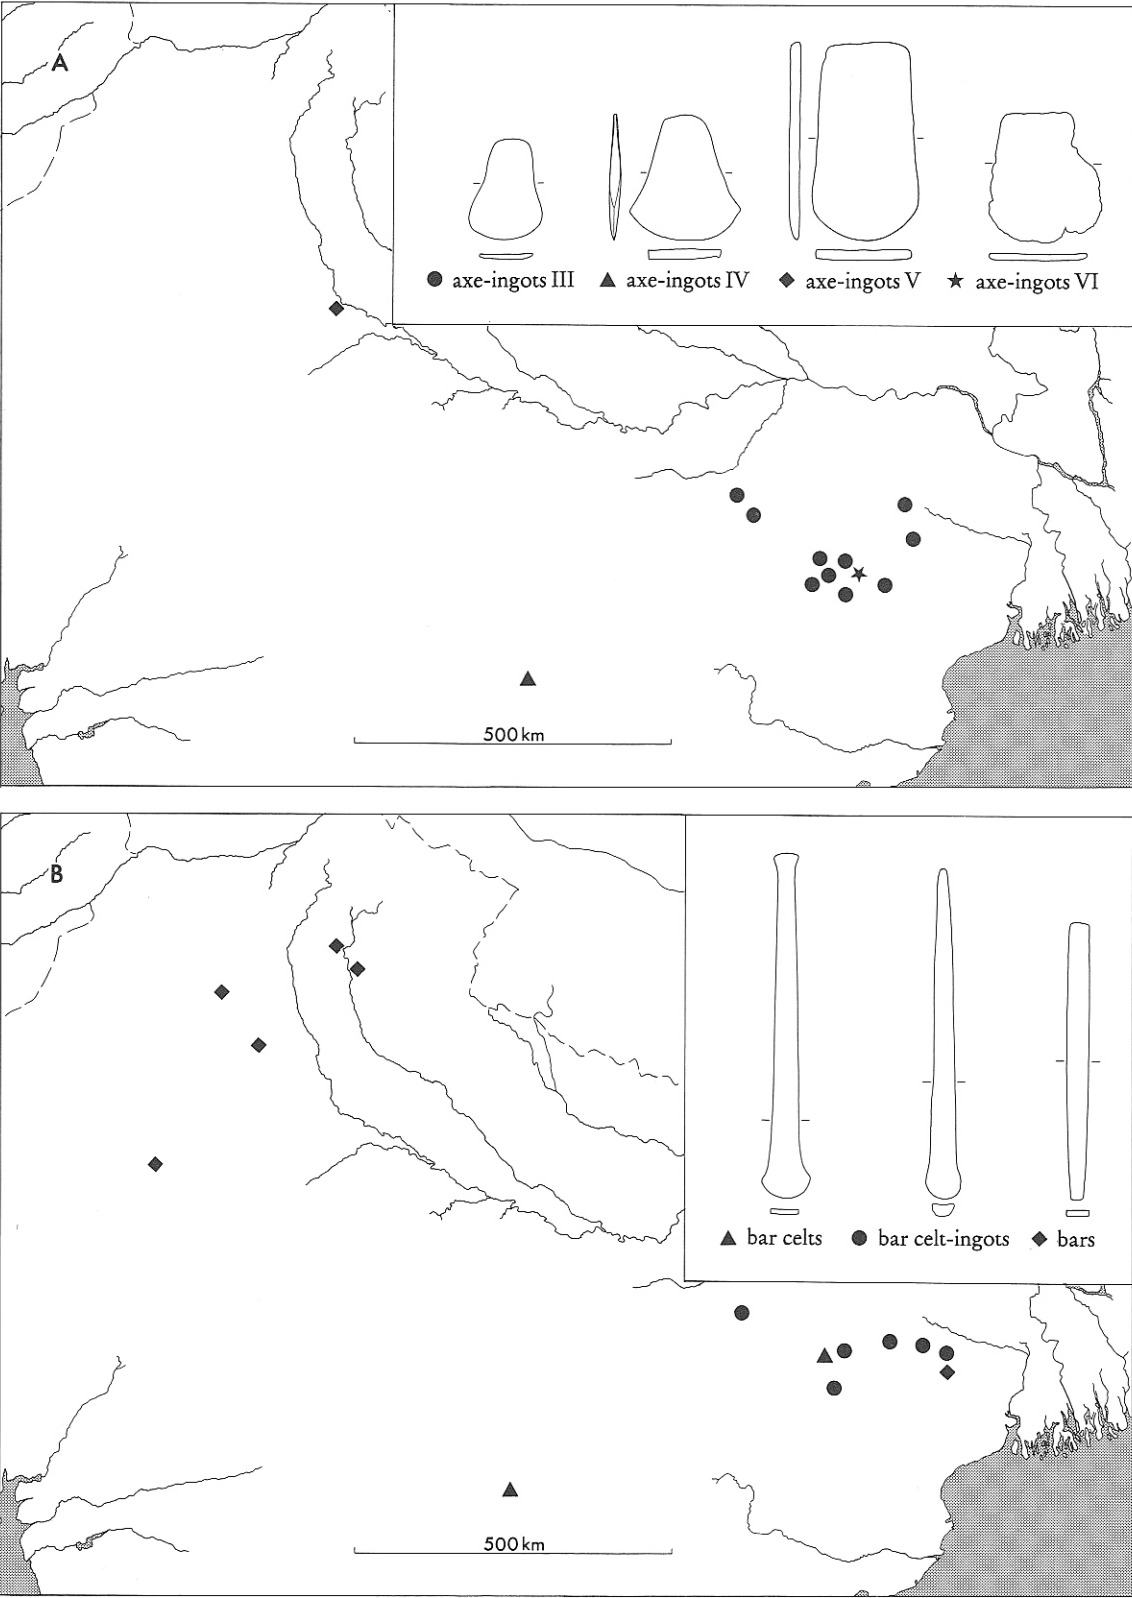 A
axe-ingots III axe-ingots IV axe-ingots V axe-ingots VI
500 km
B
bar celts bar celt-ingots bars
500 km